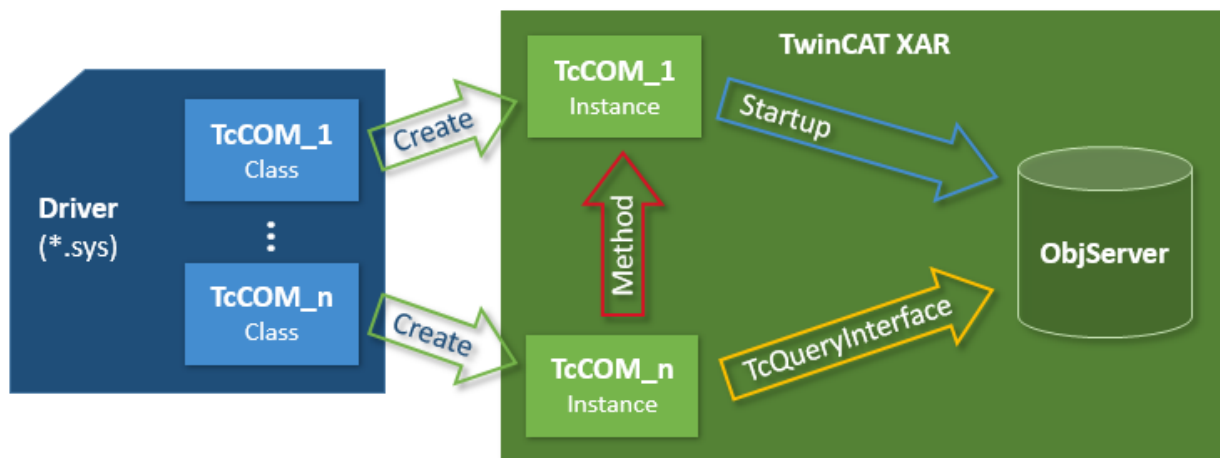 Driver
(*.sys)
TcCOM_1
Class
⋮
TcCOM_n
Class
Create
Create
TwinCAT XAR
TcCOM_1
Instance
Method
TcCOM_n
Instance
Startup
TcQueryInterface
ObjServer